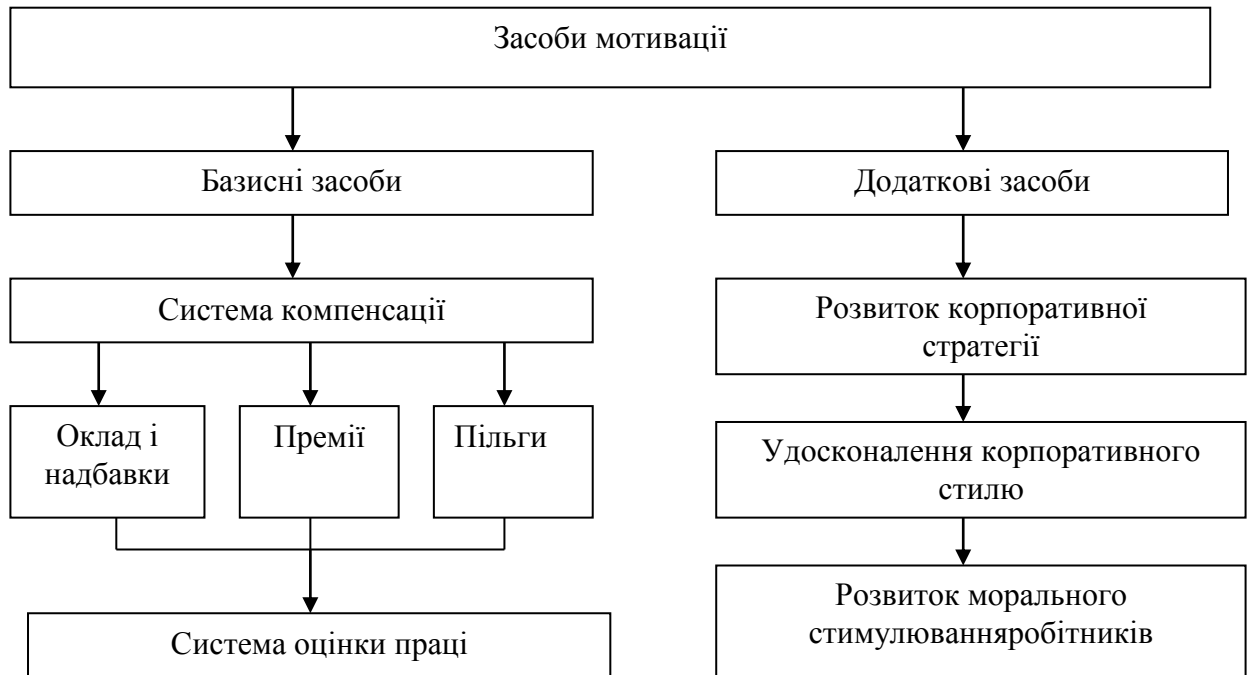 Засоби мотивації
Базисні засоби
Додаткові засоби
Система компенсації
Розвиток корпоративної
стратегії
Оклад і
надбавки
Премії
Пільги
Удосконалення корпоративного
стилю
Система оцінки праці
Розвиток морального
стимулюванняробітників